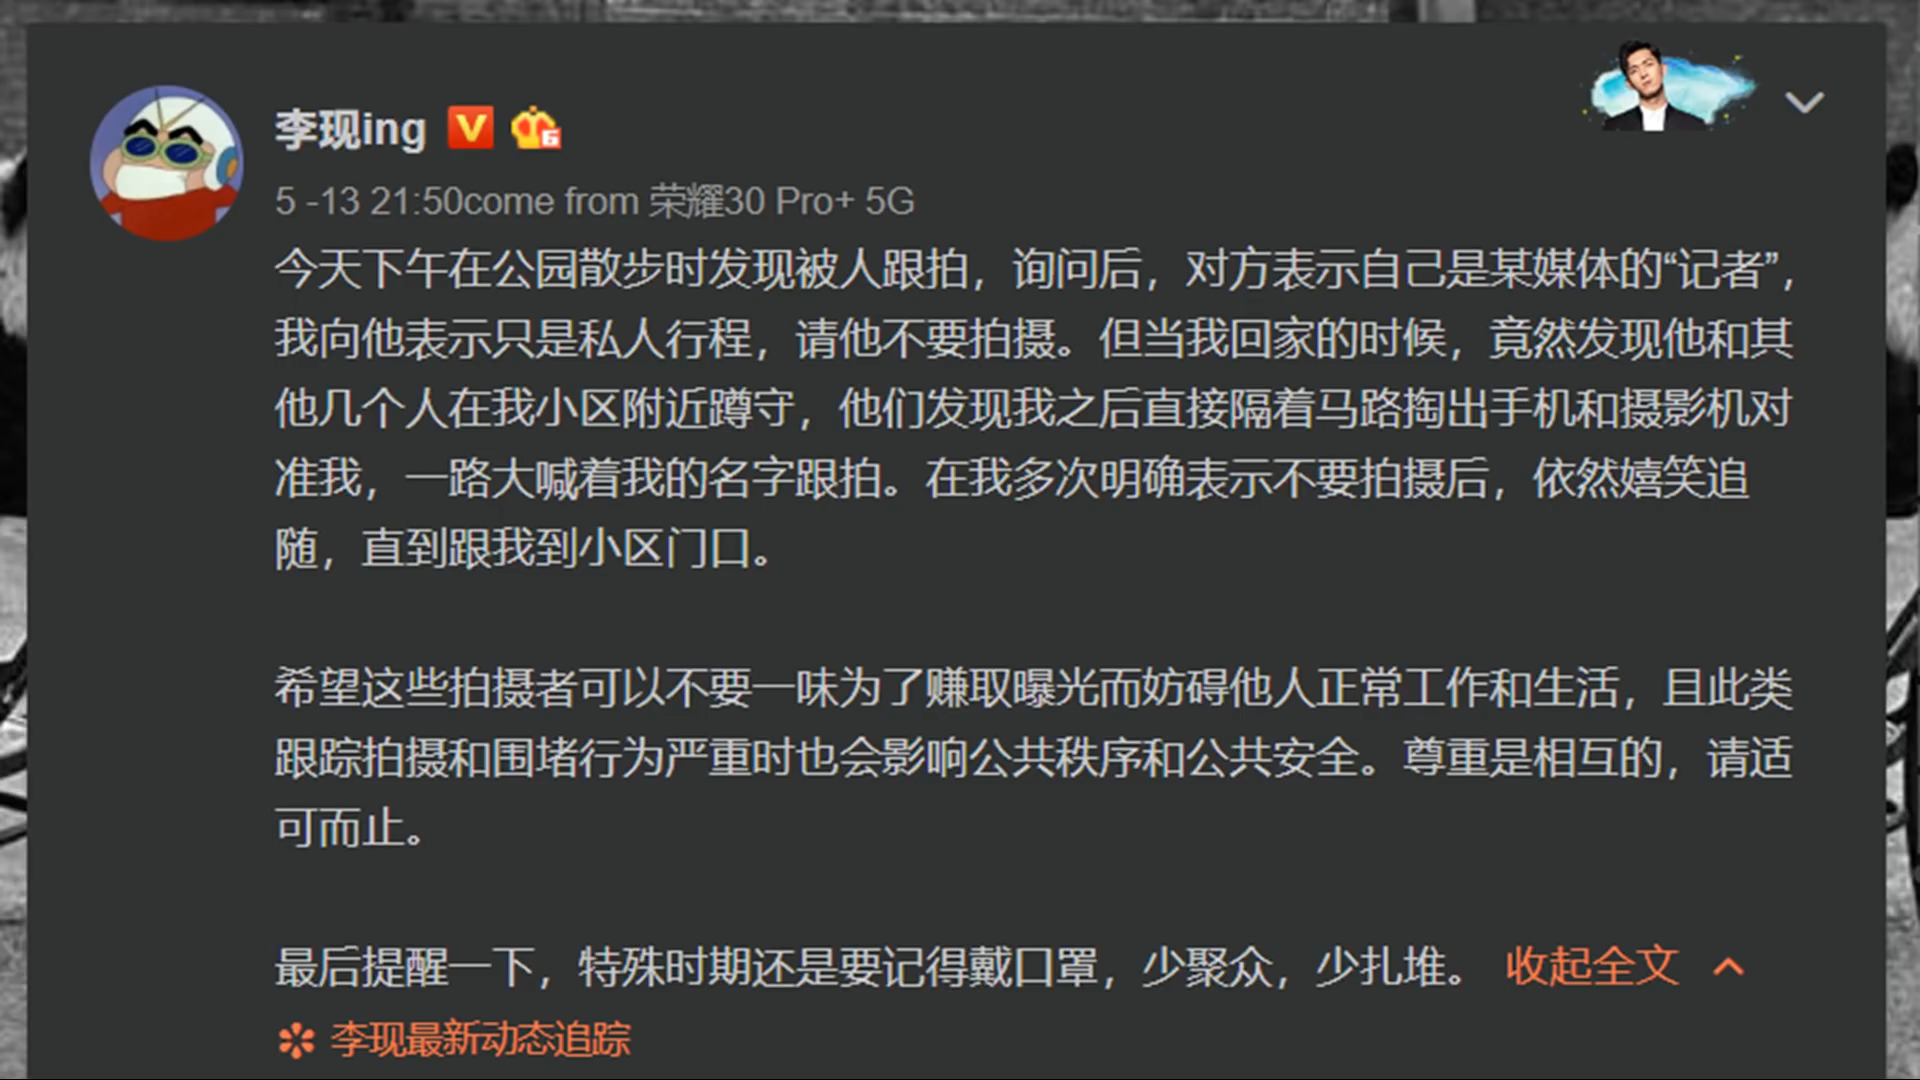 李现ing V 6
5 -13 21:50come from 荣耀30 Pro+ 5G
今天下午在公园散步时发现被人跟拍，询问后，对方表示自己是某媒体的“记者”，
我向他表示只是私人行程，请他不要拍摄。但当我回家的时候，竟然发现他和其
他几个人在我小区附近蹲守，他们发现我之后直接隔着马路掏出手机和摄影机对
准我，一路大喊着我的名字跟拍。在我多次明确表示不要拍摄后，依然嬉笑追
随，直到跟我到小区门口。
希望这些拍摄者可以不要一味为了赚取曝光而妨碍他人正常工作和生活，且此类
跟踪拍摄和围堵行为严重时也会影响公共秩序和公共安全。尊重是相互的，请适
可而止。
最后提醒一下，特殊时期还是要记得戴口罩，少聚众，少扎堆。 收起全文
李现最新动态追踪